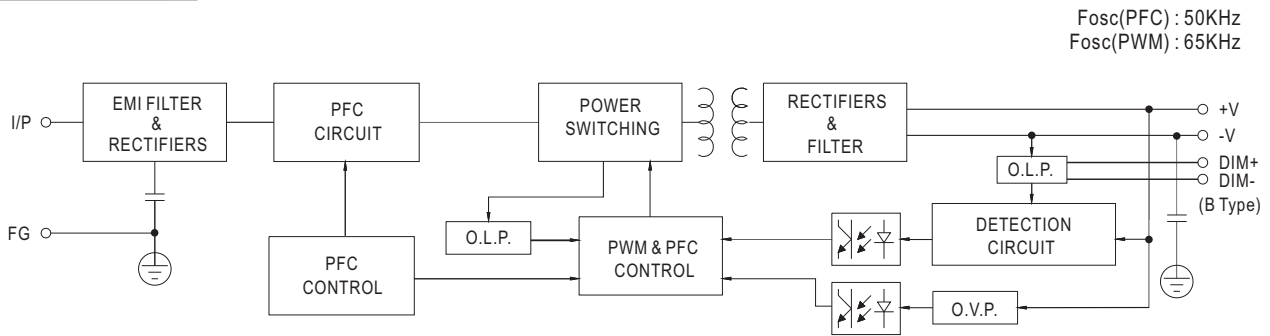 Fosc(PFC) : 50KHz
Fosc(PWM) : 65KHz
I/P
EMI FILTER
&
RECTIFIERS
PFC
CIRCUIT
POWER
SWITCHING
RECTIFIERS
&
FILTER
+V
-V
DIM+
DIM-
(B Type)
O.L.P.
FG
O.L.P.
DETECTION
CIRCUIT
PFC
CONTROL
PWM & PFC
CONTROL
O.V.P.